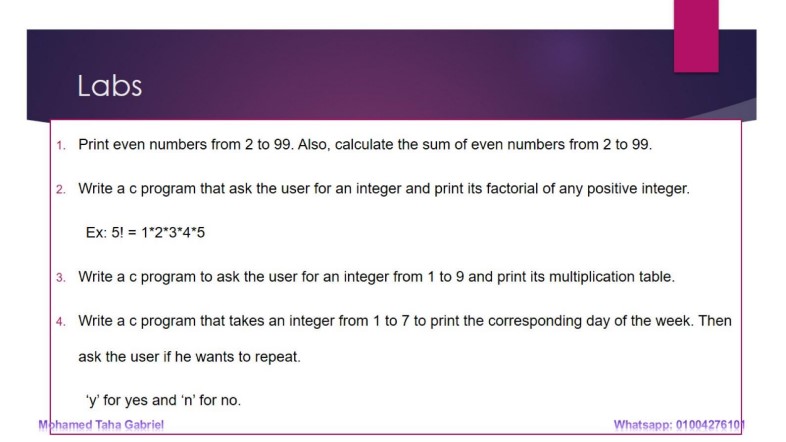 Labs
1. Print even numbers from 2 to 99. Also, calculate the sum of even numbers from 2 to 99.
2. Write a c program that ask the user for an integer and print its factorial of any positive integer.
Ex: 5! = 1*2*3*4*5
3. Write a c program to ask the user for an integer from 1 to 9 and print its multiplication table.
4. Write a c program that takes an integer from 1 to 7 to print the corresponding day of the week. Then
ask the user if he wants to repeat.
‘y’ for yes and ‘n’ for no.
Mohamed Taha Gabriel
Whatsapp: 01004276101